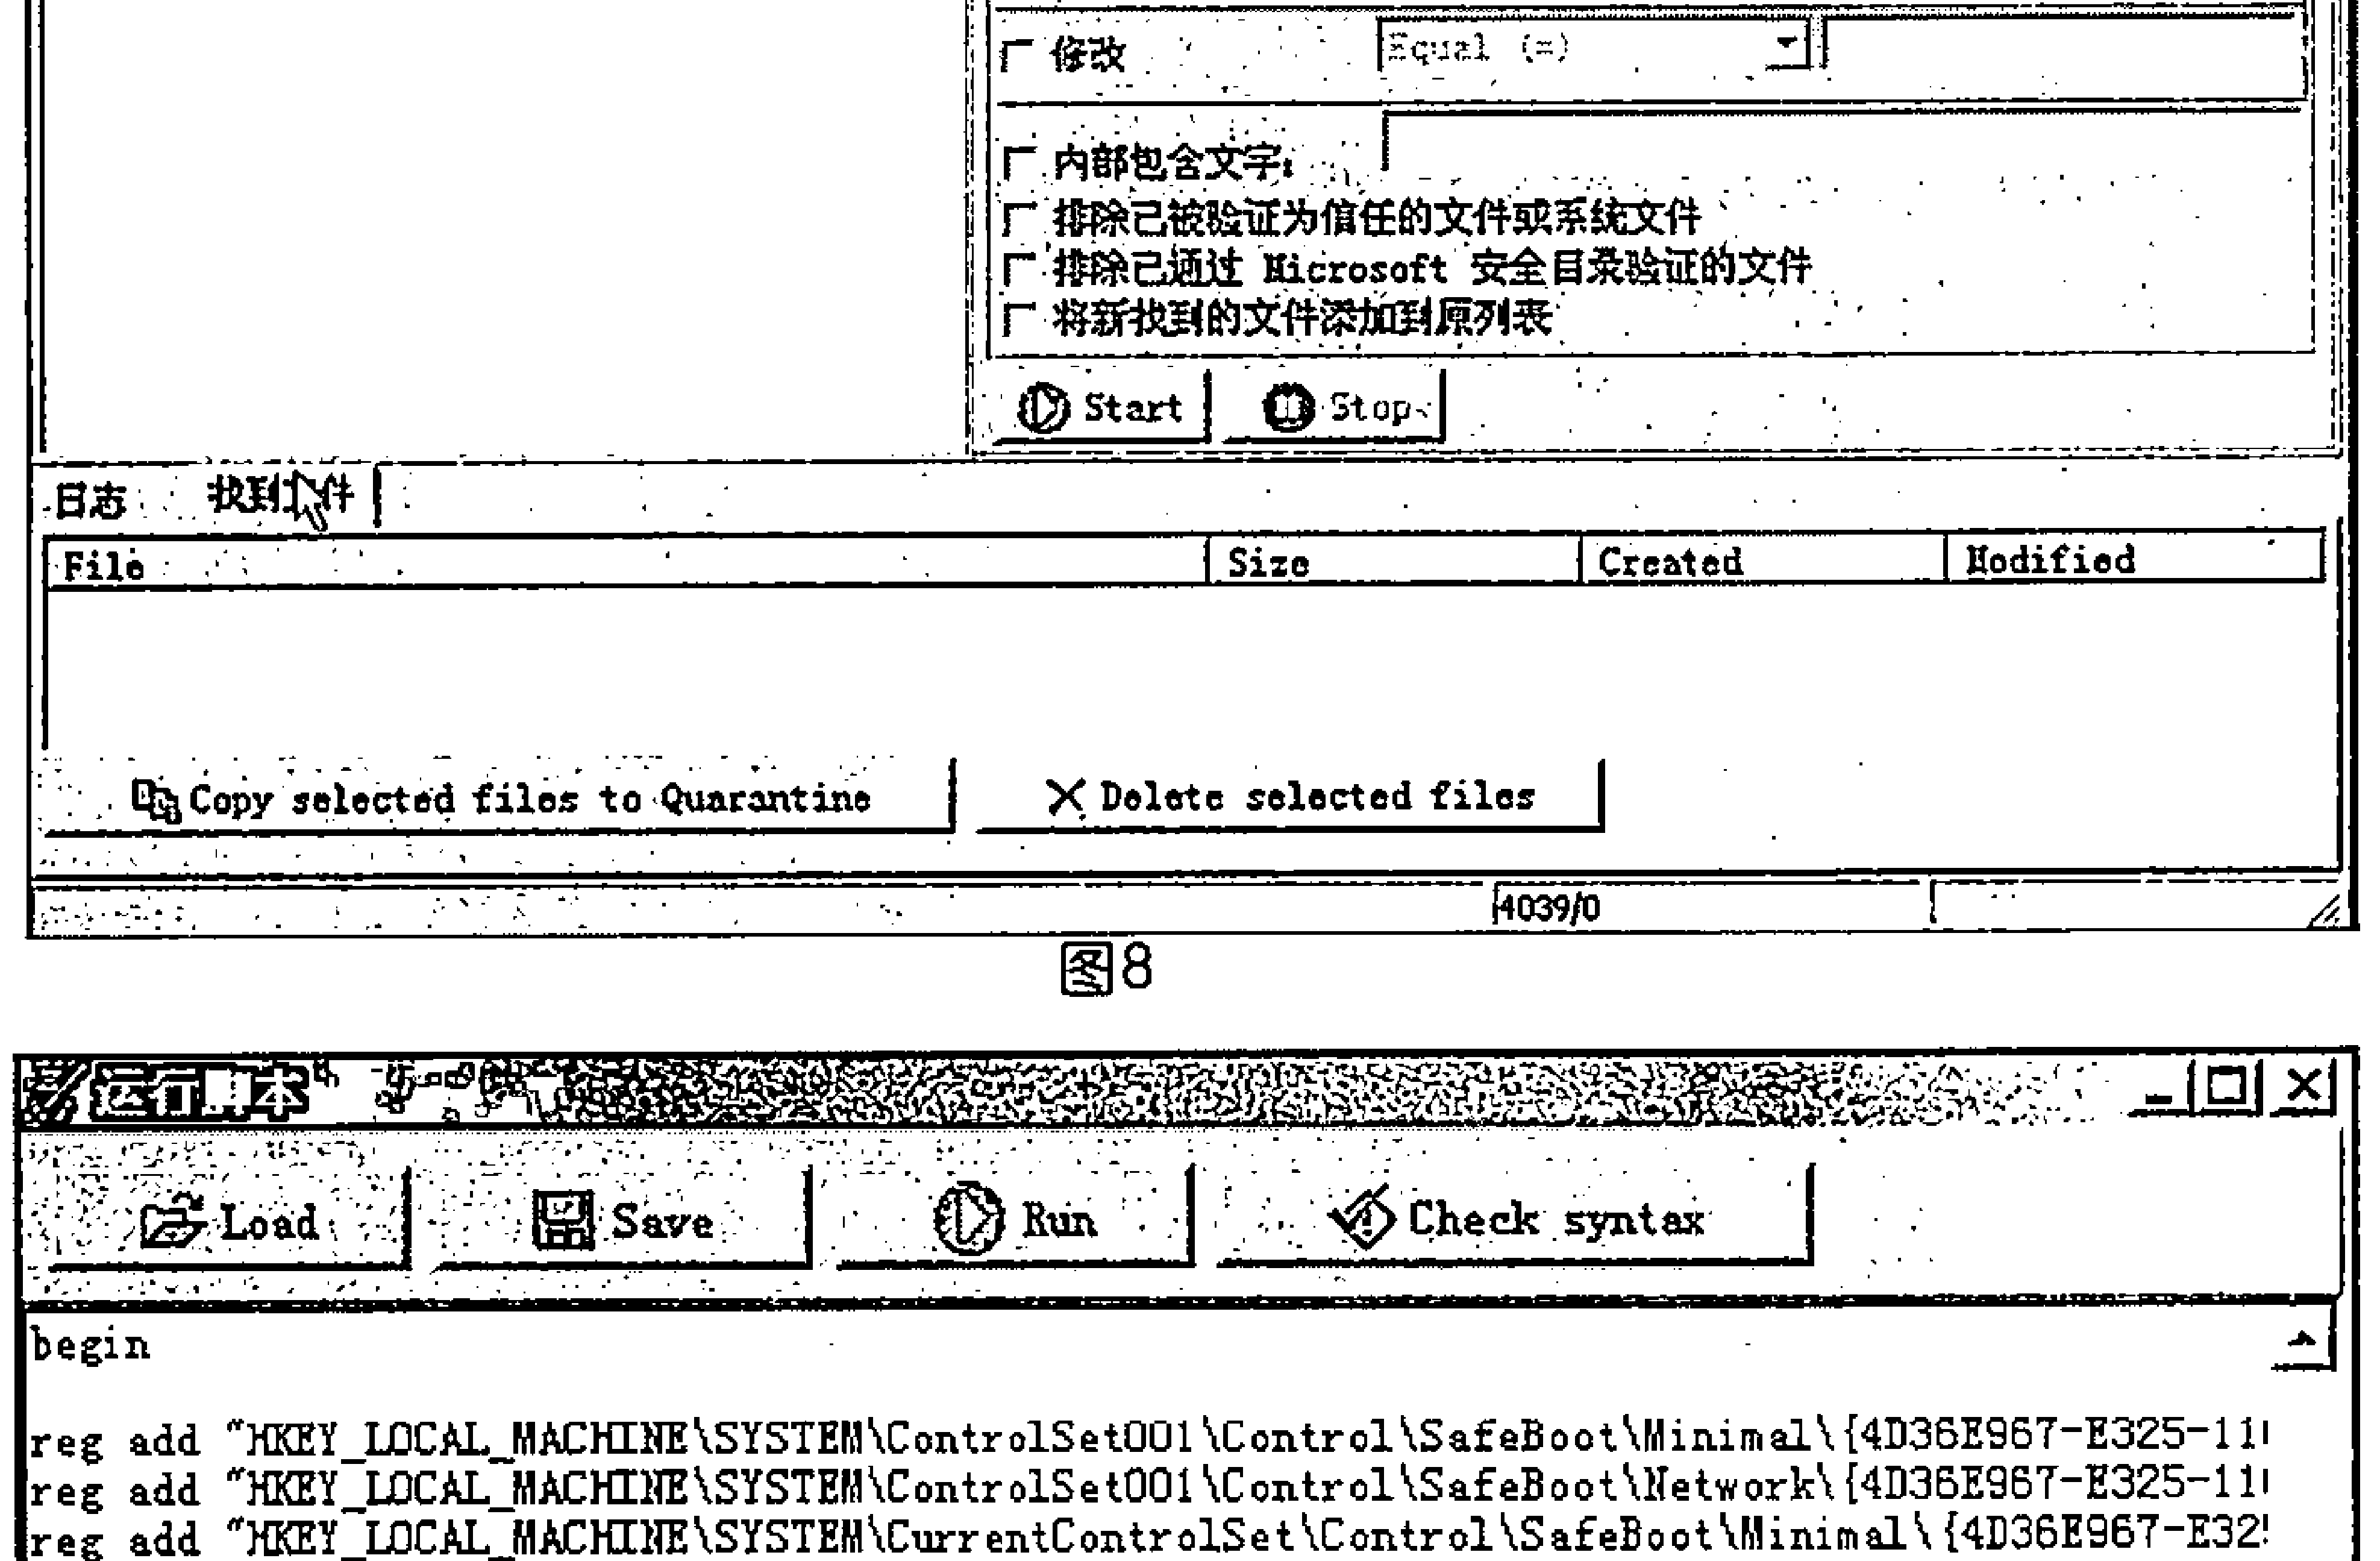 修改 Equal (=)
内部包含文字:
排除已被验证为信任的文件或系统文件
排除已通过 Microsoft 安全目录验证的文件
将新找到的文件添加到原列表
Start Stop
日志 找到文件
File Size Created Modified
Copy selected files to Quarantine Delete selected files
4039/0
图8
运行脚本
Load Save Run Check syntax
begin
reg add "HKEY_LOCAL_MACHINE\SYSTEM\ControlSet001\Control\SafeBoot\Minimal\{4D36E967-E325-11
reg add "HKEY_LOCAL_MACHINE\SYSTEM\ControlSet001\Control\SafeBoot\Network\{4D36E967-E325-11
reg add "HKEY_LOCAL_MACHINE\SYSTEM\CurrentControlSet\Control\SafeBoot\Minimal\{4D36E967-E32